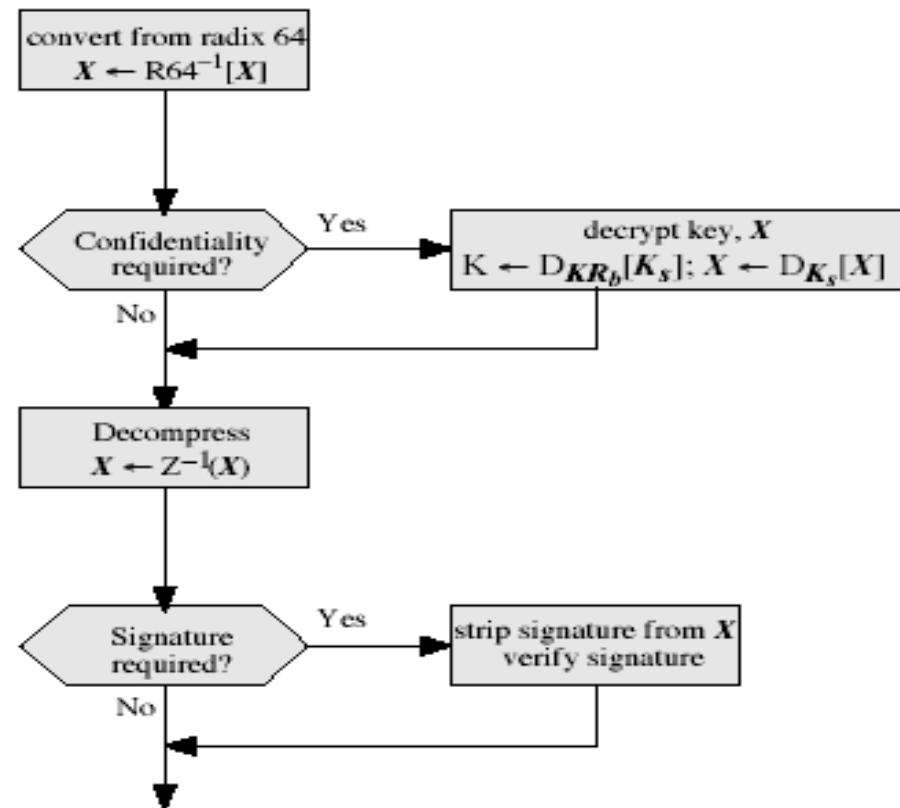 convert from radix 64
X ← R64⁻¹[X]
Confidentiality
required?
Yes
decrypt key, X
K ← D_KR_b[K_s]; X ← D_K_s[X]
No
Decompress
X ← Z⁻¹(X)
Signature
required?
Yes
strip signature from X
verify signature
No